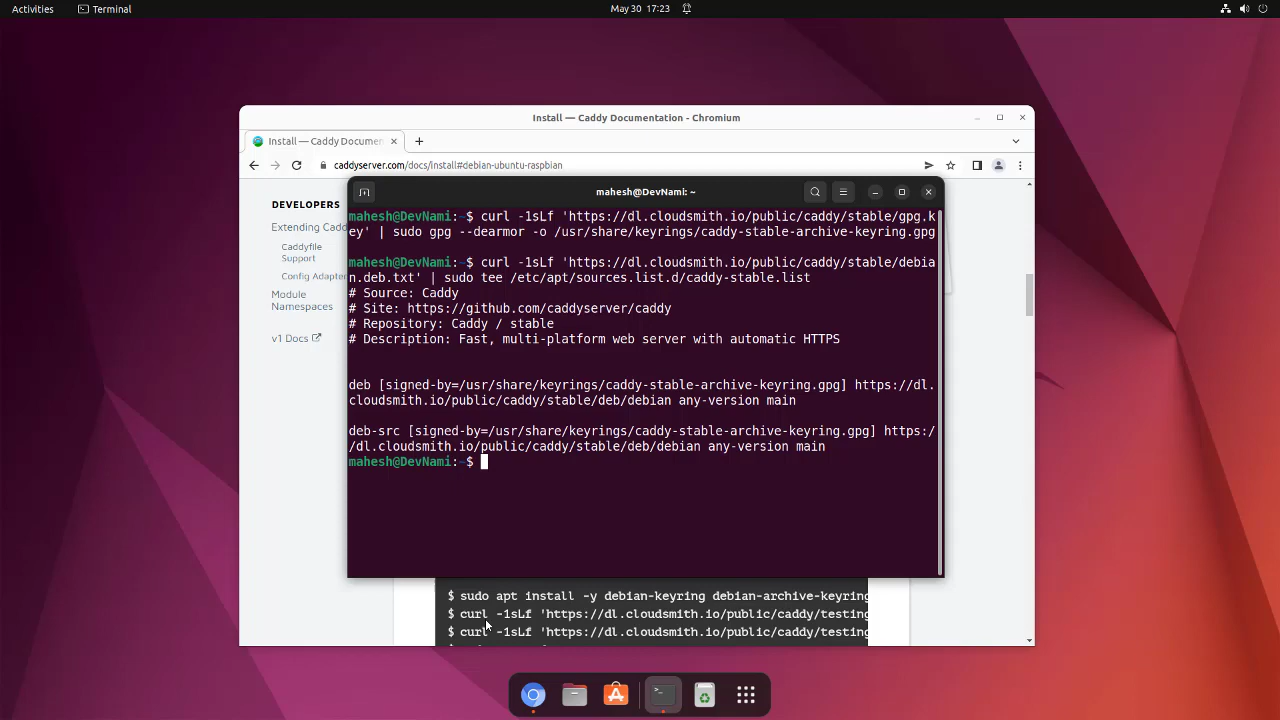 Activities
Terminal
May 30 17:23
Install — Caddy Documentation - Chromium
Install — Caddy Documen
caddyserver.com/docs/install#debian-ubuntu-raspbian
DEVELOPERS
Extending Cadd
Caddyfile
Support
Config Adapter
Module
Namespaces
v1 Docs
mahesh@DevNami: ~
mahesh@DevNami:~$ curl -1sLf 'https://dl.cloudsmith.io/public/caddy/stable/gpg.k
ey' | sudo gpg --dearmor -o /usr/share/keyrings/caddy-stable-archive-keyring.gpg
mahesh@DevNami:~$ curl -1sLf 'https://dl.cloudsmith.io/public/caddy/stable/debia
n.deb.txt' | sudo tee /etc/apt/sources.list.d/caddy-stable.list
# Source: Caddy
# Site: https://github.com/caddyserver/caddy
# Repository: Caddy / stable
# Description: Fast, multi-platform web server with automatic HTTPS
deb [signed-by=/usr/share/keyrings/caddy-stable-archive-keyring.gpg] https://dl.
cloudsmith.io/public/caddy/stable/deb/debian any-version main
deb-src [signed-by=/usr/share/keyrings/caddy-stable-archive-keyring.gpg] https:/
/dl.cloudsmith.io/public/caddy/stable/deb/debian any-version main
mahesh@DevNami:~$
$ sudo apt install -y debian-keyring debian-archive-keyring
$ curl -1sLf 'https://dl.cloudsmith.io/public/caddy/testing
$ curl -1sLf 'https://dl.cloudsmith.io/public/caddy/testing